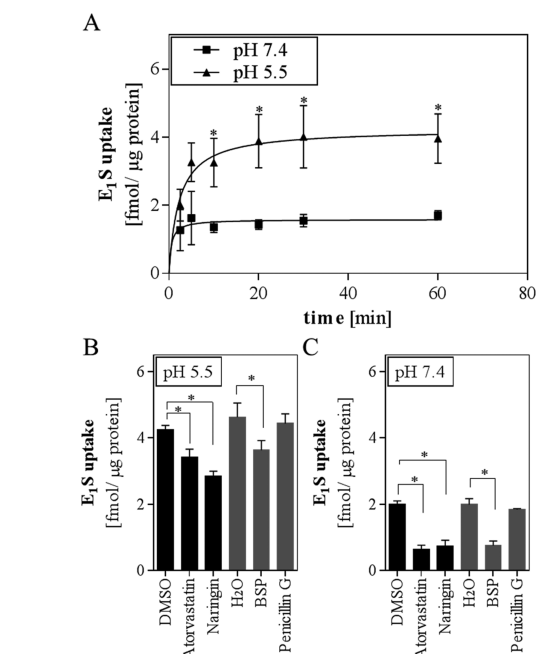 A
pH 7.4
pH 5.5
E₁S uptake
[fmol/ μg protein]
6
4
2
0
0 20 40 60 80
* * * *
time [min]
B
pH 5.5
E₁S uptake
[fmol/ μg protein]
6
4
2
0
* * *
DMSO
Atorvastatin
Naringin
H2O
BSP
Penicillin G
C
pH 7.4
E₁S uptake
[fmol/ μg protein]
6
4
2
0
* * *
DMSO
Atorvastatin
Naringin
H2O
BSP
Penicillin G